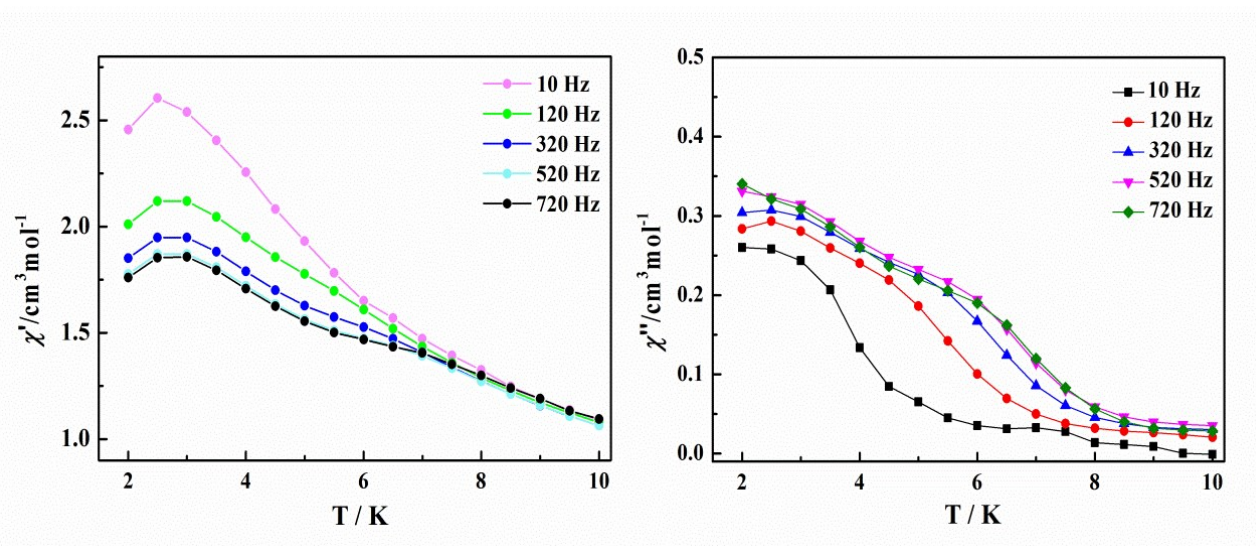 2.5
2.0
1.5
1.0
χ'/cm³mol⁻¹
10 Hz
120 Hz
320 Hz
520 Hz
720 Hz
2 4 6 8 10
T / K
0.5
0.4
0.3
0.2
0.1
0.0
χ''/cm³mol⁻¹
10 Hz
120 Hz
320 Hz
520 Hz
720 Hz
2 4 6 8 10
T / K